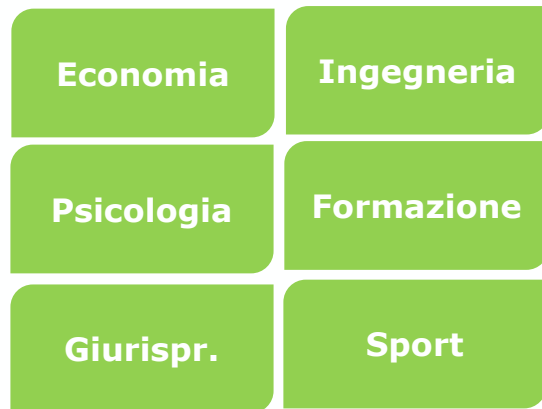 Economia
Ingegneria
Psicologia
Formazione
Giurispr.
Sport